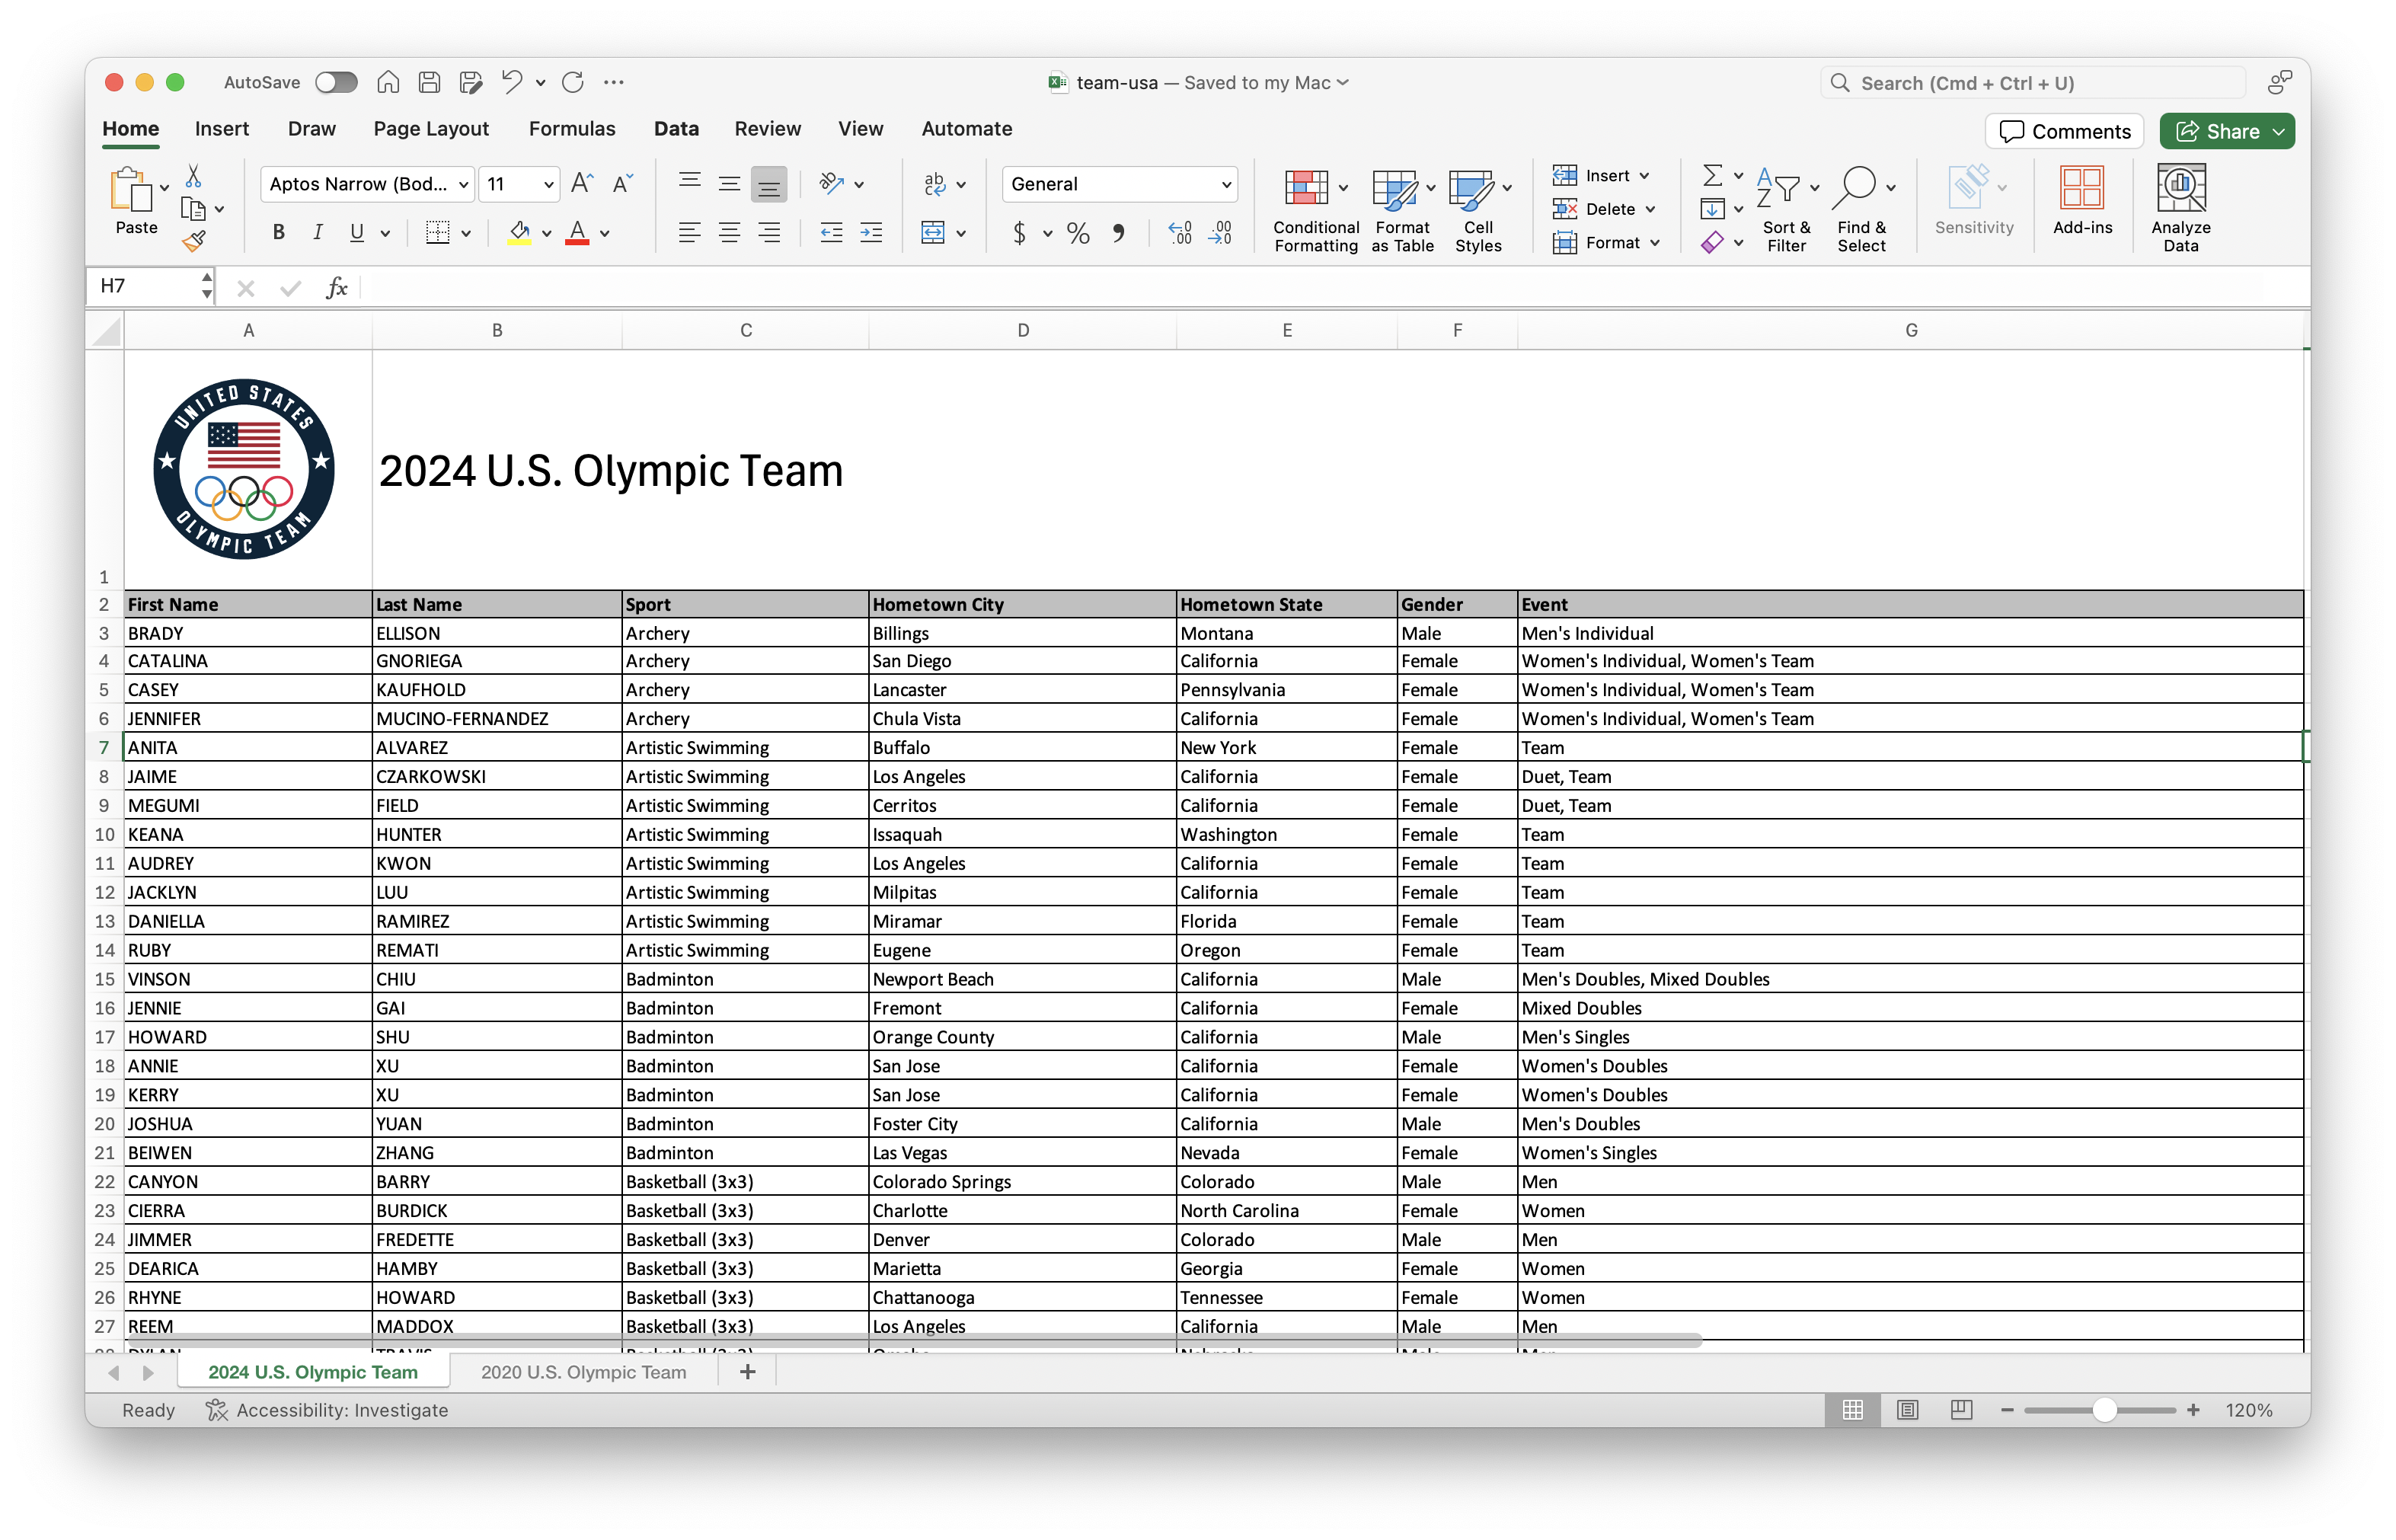 AutoSave
team-usa — Saved to my Mac
Search (Cmd + Ctrl + U)
Home Insert Draw Page Layout Formulas Data Review View Automate
Comments Share
Paste
Aptos Narrow (Bod... 11
General
Conditional Formatting
Format as Table
Cell Styles
Insert
Delete
Format
Sort & Filter
Find & Select
Sensitivity
Add-ins
Analyze Data
H7 fx
A B C D E F G
UNITED STATES
OLYMPIC TEAM
1 2024 U.S. Olympic Team
2 First Name Last Name Sport Hometown City Hometown State Gender Event
3 BRADY ELLISON Archery Billings Montana Male Men's Individual
4 CATALINA GNORIEGA Archery San Diego California Female Women's Individual, Women's Team
5 CASEY KAUFHOLD Archery Lancaster Pennsylvania Female Women's Individual, Women's Team
6 JENNIFER MUCINO-FERNANDEZ Archery Chula Vista California Female Women's Individual, Women's Team
7 ANITA ALVAREZ Artistic Swimming Buffalo New York Female Team
8 JAIME CZARKOWSKI Artistic Swimming Los Angeles California Female Duet, Team
9 MEGUMI FIELD Artistic Swimming Cerritos California Female Duet, Team
10 KEANA HUNTER Artistic Swimming Issaquah Washington Female Team
11 AUDREY KWON Artistic Swimming Los Angeles California Female Team
12 JACKLYN LUU Artistic Swimming Milpitas California Female Team
13 DANIELLA RAMIREZ Artistic Swimming Miramar Florida Female Team
14 RUBY REMATI Artistic Swimming Eugene Oregon Female Team
15 VINSON CHIU Badminton Newport Beach California Male Men's Doubles, Mixed Doubles
16 JENNIE GAI Badminton Fremont California Female Mixed Doubles
17 HOWARD SHU Badminton Orange County California Male Men's Singles
18 ANNIE XU Badminton San Jose California Female Women's Doubles
19 KERRY XU Badminton San Jose California Female Women's Doubles
20 JOSHUA YUAN Badminton Foster City California Male Men's Doubles
21 BEIWEN ZHANG Badminton Las Vegas Nevada Female Women's Singles
22 CANYON BARRY Basketball (3x3) Colorado Springs Colorado Male Men
23 CIERRA BURDICK Basketball (3x3) Charlotte North Carolina Female Women
24 JIMMER FREDETTE Basketball (3x3) Denver Colorado Male Men
25 DEARICA HAMBY Basketball (3x3) Marietta Georgia Female Women
26 RHYNE HOWARD Basketball (3x3) Chattanooga Tennessee Female Women
27 REEM MADDOX Basketball (3x3) Los Angeles California Male Men
2024 U.S. Olympic Team 2020 U.S. Olympic Team +
Ready Accessibility: Investigate
120%